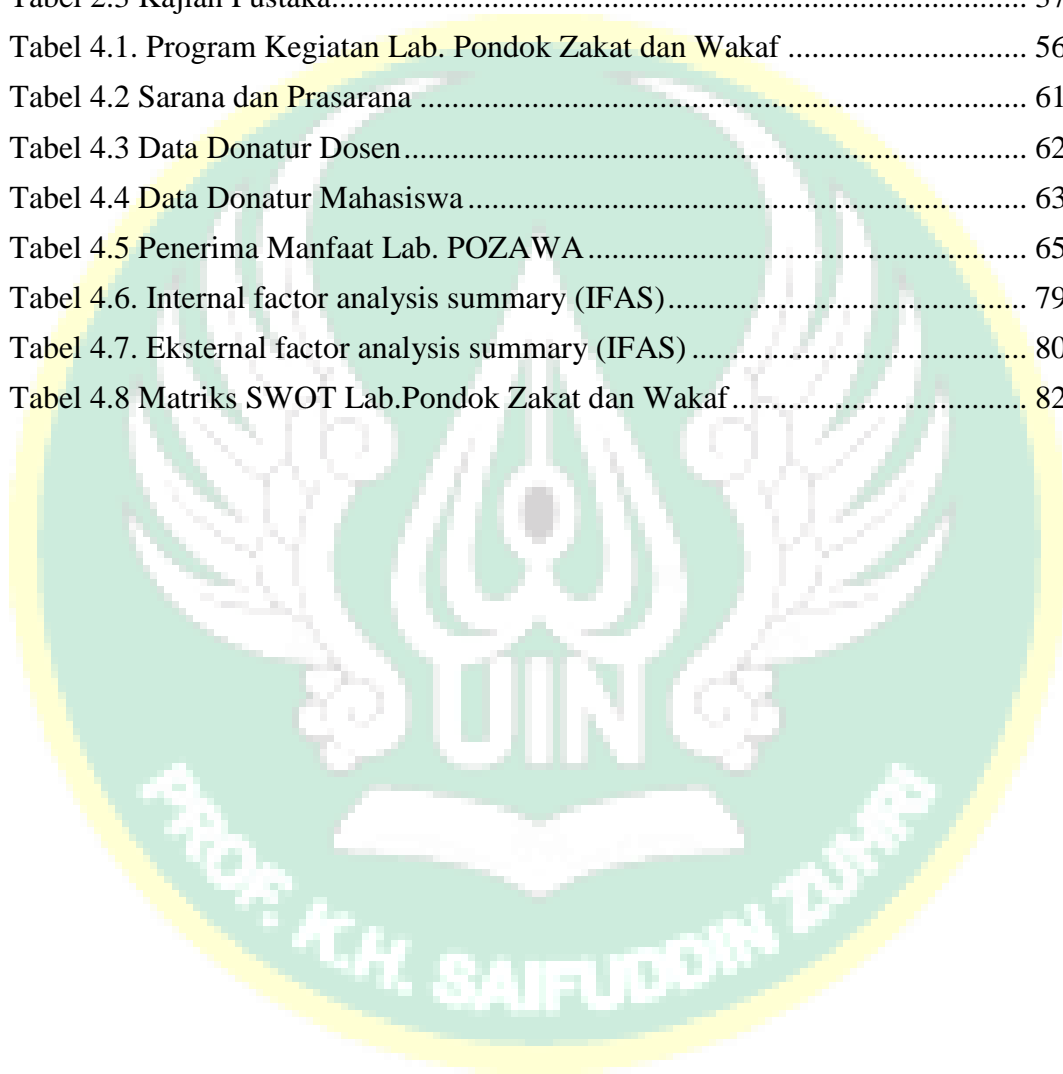 Tabel 2.3 Kajian Pustaka.......................................................................................... 37
Tabel 4.1. Program Kegiatan Lab. Pondok Zakat dan Wakaf .............................. 56
Tabel 4.2 Sarana dan Prasarana ............................................................................. 61
Tabel 4.3 Data Donatur Dosen............................................................................... 62
Tabel 4.4 Data Donatur Mahasiswa ....................................................................... 63
Tabel 4.5 Penerima Manfaat Lab. POZAWA ........................................................ 65
Tabel 4.6. Internal factor analysis summary (IFAS)............................................. 79
Tabel 4.7. Eksternal factor analysis summary (IFAS) .......................................... 80
Tabel 4.8 Matriks SWOT Lab.Pondok Zakat dan Wakaf ..................................... 82
UIN
PROF. K.H. SAIFUDDIN ZUHRI